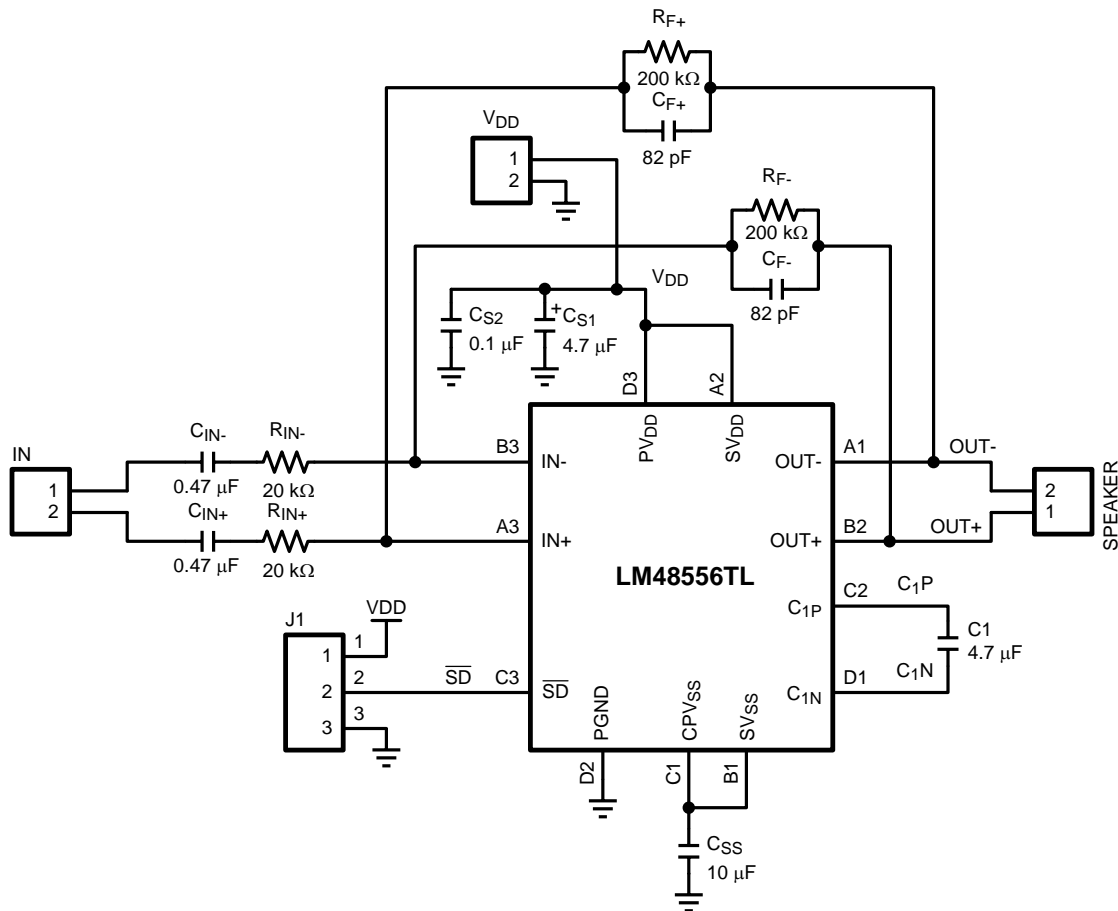 RF+
200 kΩ
CF+
82 pF
VDD
1
2
RF-
200 kΩ
CF-
82 pF
VDD
CS2
0.1 μF
+
CS1
4.7 μF
D3
A2
PVDD
SVDD
IN
1
2
CIN-
0.47 μF
RIN-
20 kΩ
CIN+
0.47 μF
RIN+
20 kΩ
B3
IN-
A3
IN+
OUT-
A1
OUT-
OUT+
B2
OUT+
2
1
SPEAKER
LM48556TL
C1P
C2
C1P
C1
4.7 μF
C1N
D1
C1N
J1
1
2
3
1
VDD
2
3
SD
C3
SD
PGND
CPVSS
SVSS
D2
C1
B1
CSS
10 μF